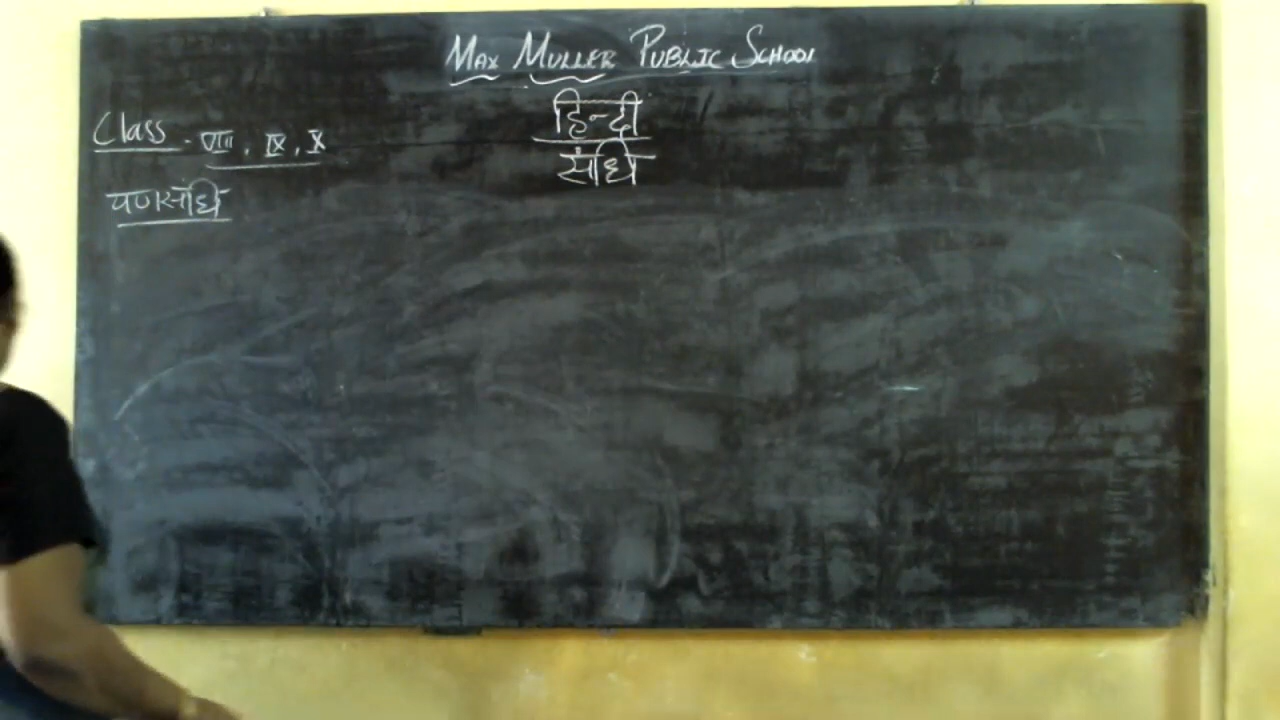 MAX MULLER PUBLIC SCHOOL
हिन्दी
संधि
Class - VIII, IX, X
यणसंधि